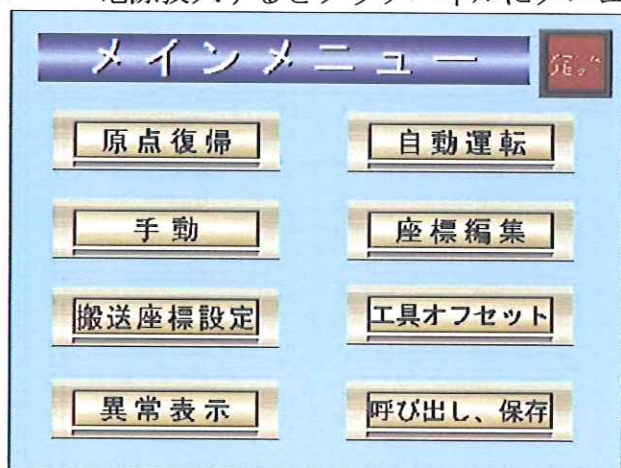 メインメニュー
原点復帰
自動運転
手動
座標編集
搬送座標設定
工具オフセット
異常表示
呼び出し、保存